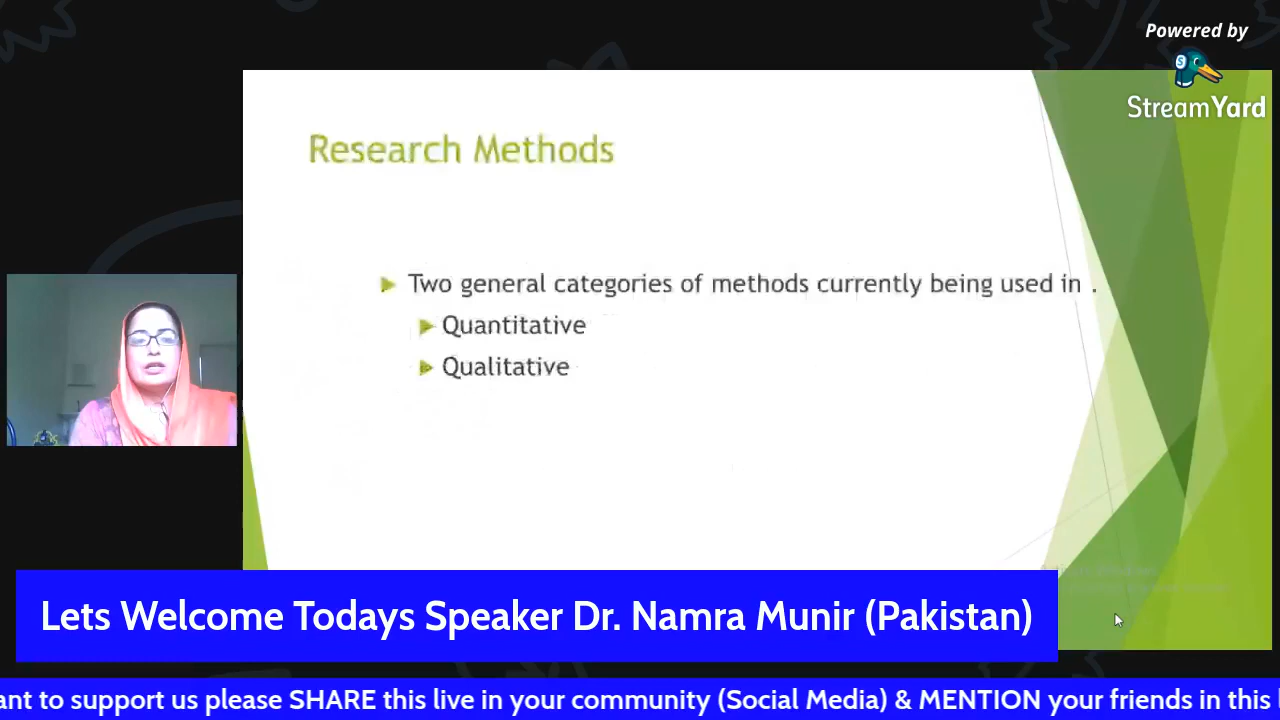 Powered by
StreamYard
Research Methods
Two general categories of methods currently being used in .
Quantitative
Qualitative
Lets Welcome Todays Speaker Dr. Namra Munir (Pakistan)
ant to support us please SHARE this live in your community (Social Media) & MENTION your friends in this